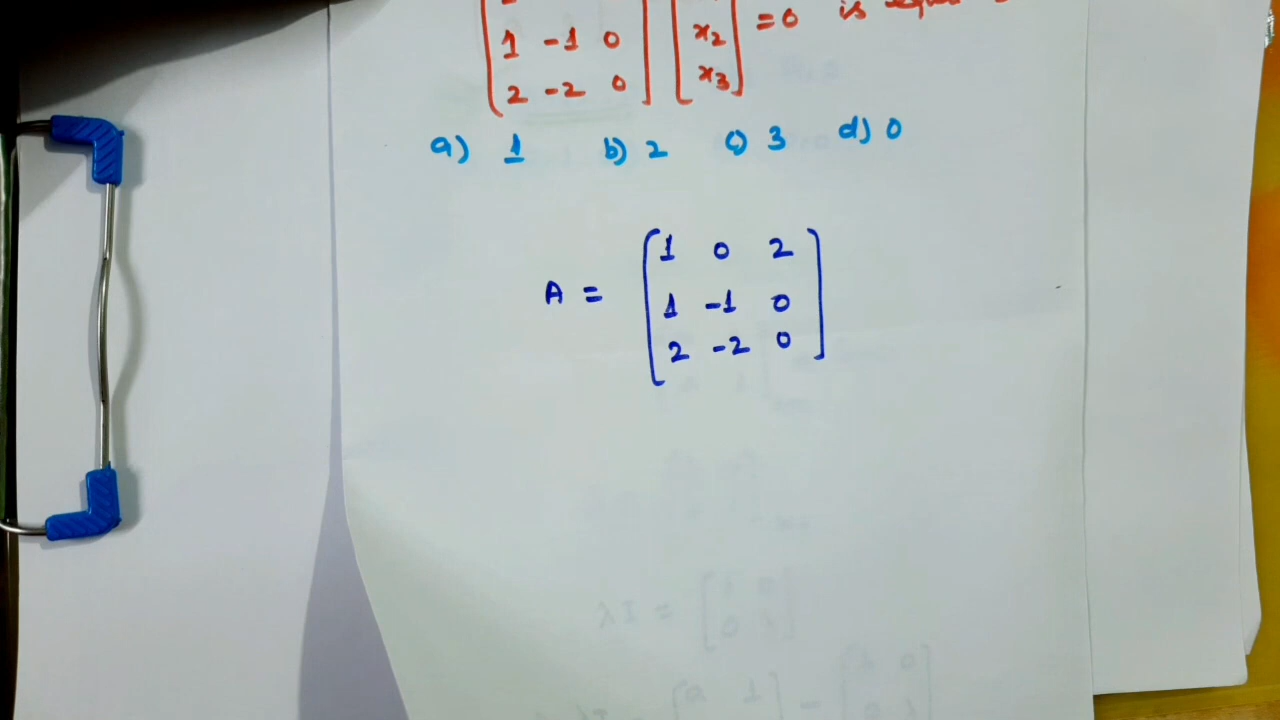 1 -1 0 x2 = 0 is
2 -2 0 x3
a) 1 b) 2 c) 3 d) 0
1 0 2
A = 1 -1 0
2 -2 0